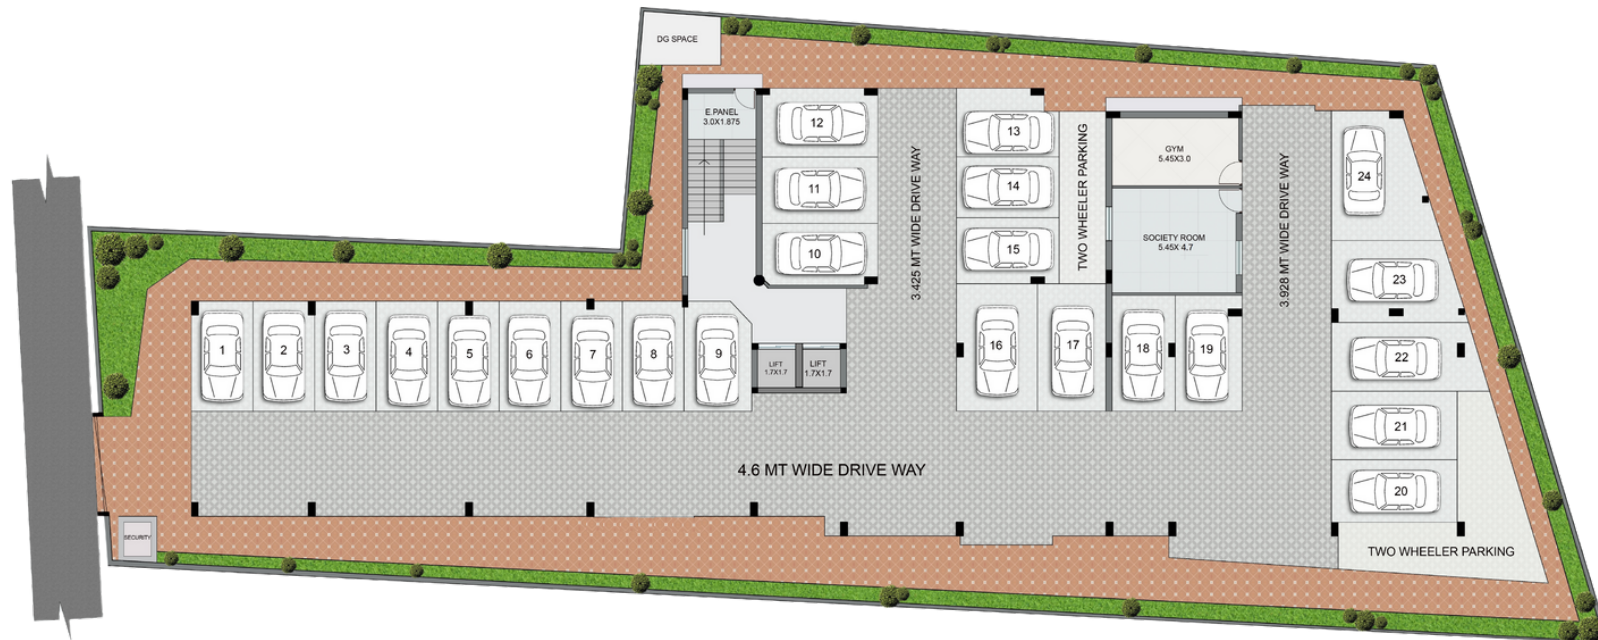 DG SPACE
E.PANEL
3.0X1.875
12
11
10
3.425 MT WIDE DRIVE WAY
13
14
15
TWO WHEELER PARKING
GYM
5.45X3.0
SOCIETY ROOM
5.45X 4.7
3.928 MT WIDE DRIVE WAY
24
23
22
21
20
1
2
3
4
5
6
7
8
9
LIFT
1.7X1.7
LIFT
1.7X1.7
16
17
18
19
4.6 MT WIDE DRIVE WAY
SECURITY
TWO WHEELER PARKING